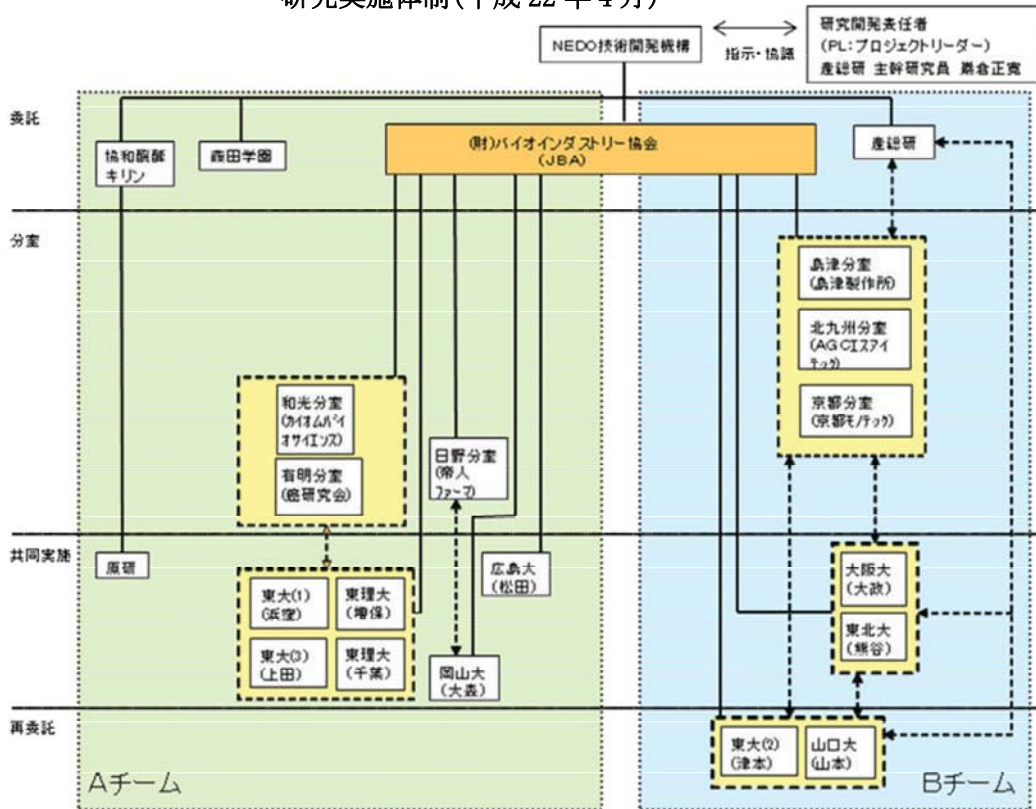 研究実施体制(平成 22 年 4 月)
NEDO技術開発機構
指示・協議
研究開発責任者
(PL:プロジェクトリーダー)
産総研 主幹研究員 巌倉正寛
委託
協和醗酵
キリン
藤田学園
(財)バイオインダストリー協会
(JBA)
産総研
分室
島津分室
(島津製作所)
北九州分室
(AGCエスアイ
テック)
京都分室
(京都モノテック)
和光分室
(カイオムバイ
オサイエンス)
有明分室
(癌研究会)
日野分室
(帝人
ファーマ)
共同実施
原研
東大(1)
(浜窪)
東理大
(増保)
東大(3)
(上田)
東理大
(千葉)
広島大
(松田)
岡山大
(大森)
大阪大
(大政)
東北大
(熊谷)
再委託
東大(2)
(津本)
山口大
(山本)
Aチーム
Bチーム